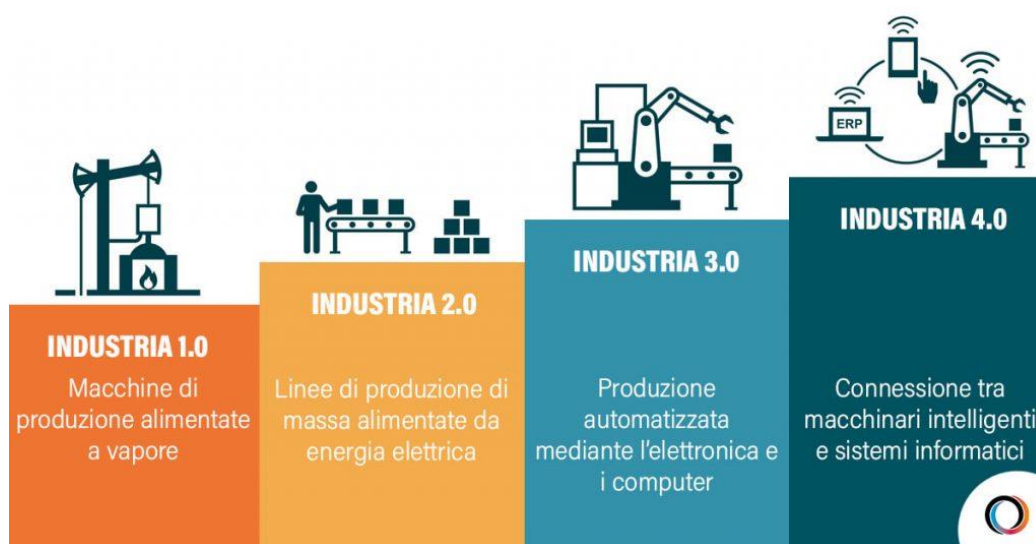 ERP
INDUSTRIA 1.0
Macchine di
produzione alimentate
a vapore
INDUSTRIA 2.0
Linee di produzione di
massa alimentate da
energia elettrica
INDUSTRIA 3.0
Produzione
automatizzata
mediante l'elettronica e
i computer
INDUSTRIA 4.0
Connessione tra
macchinari intelligenti
e sistemi informatici